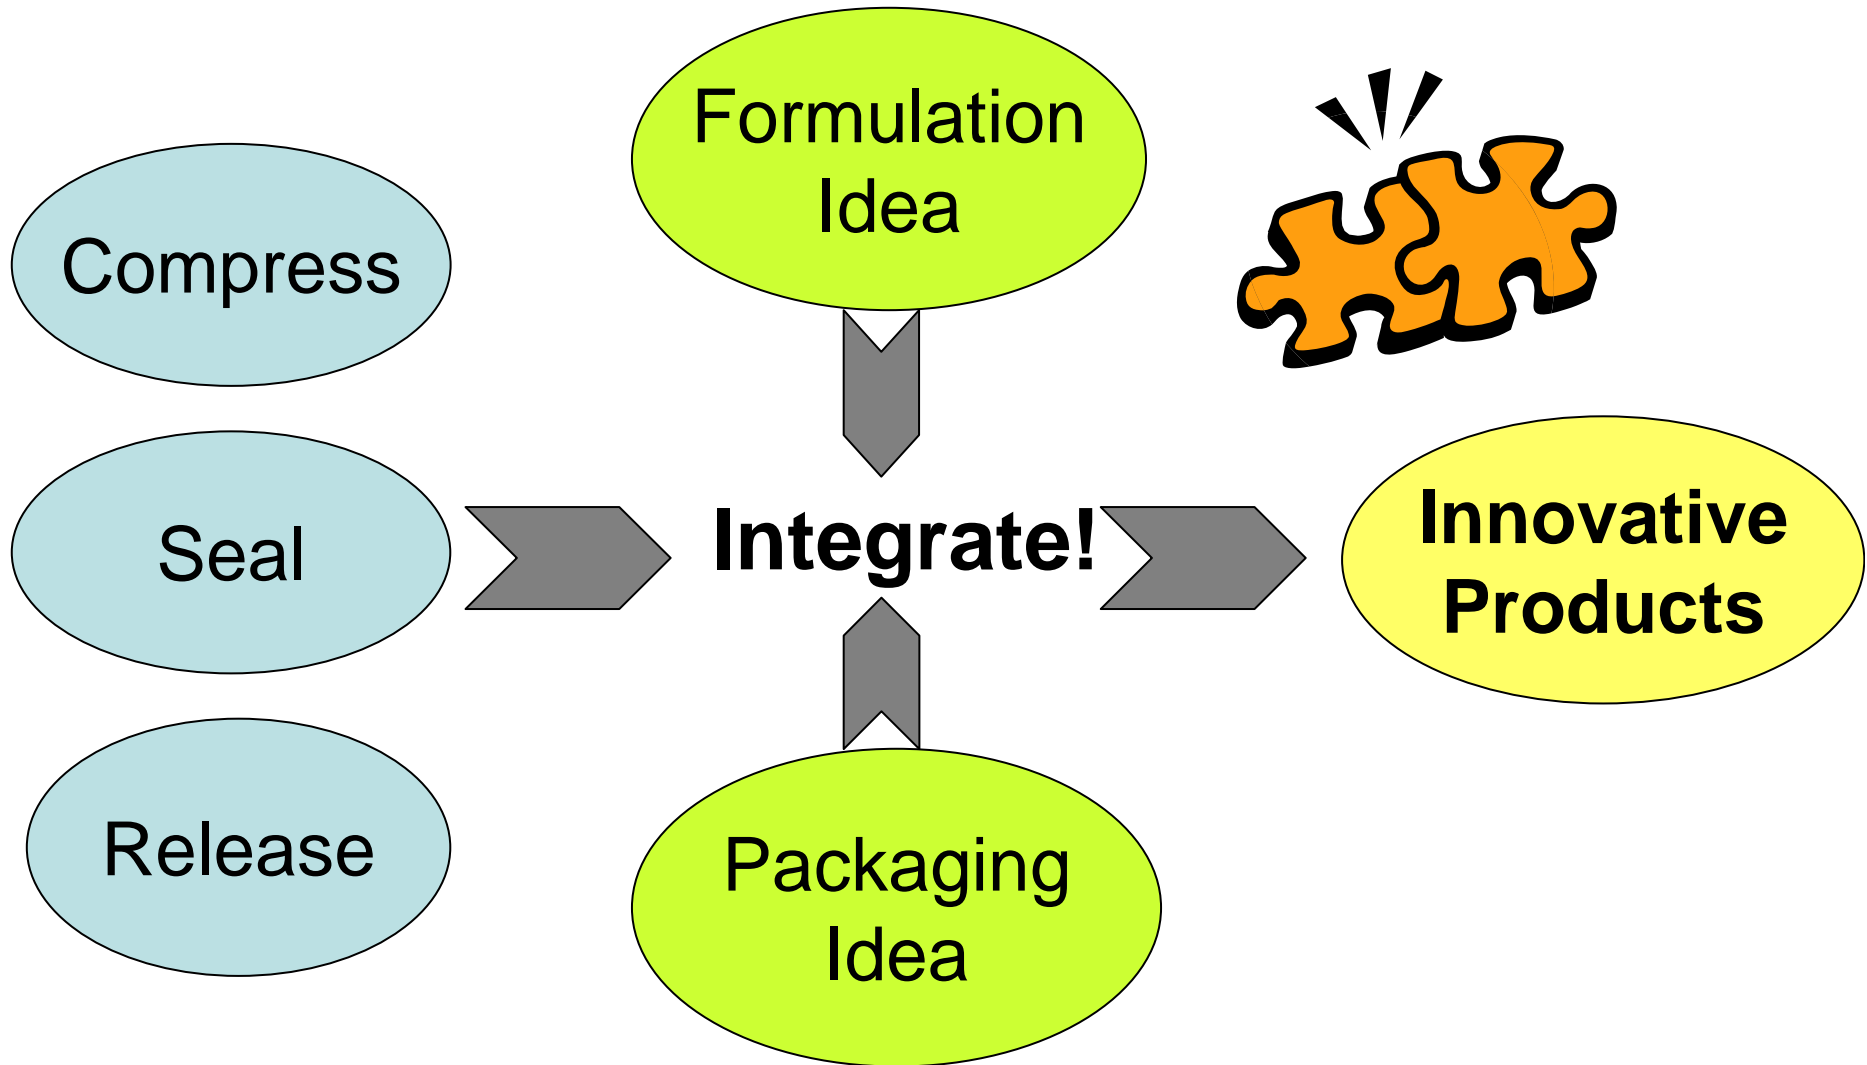 Compress
Seal
Release
Formulation
Idea
Integrate!
Packaging
Idea
Innovative
Products